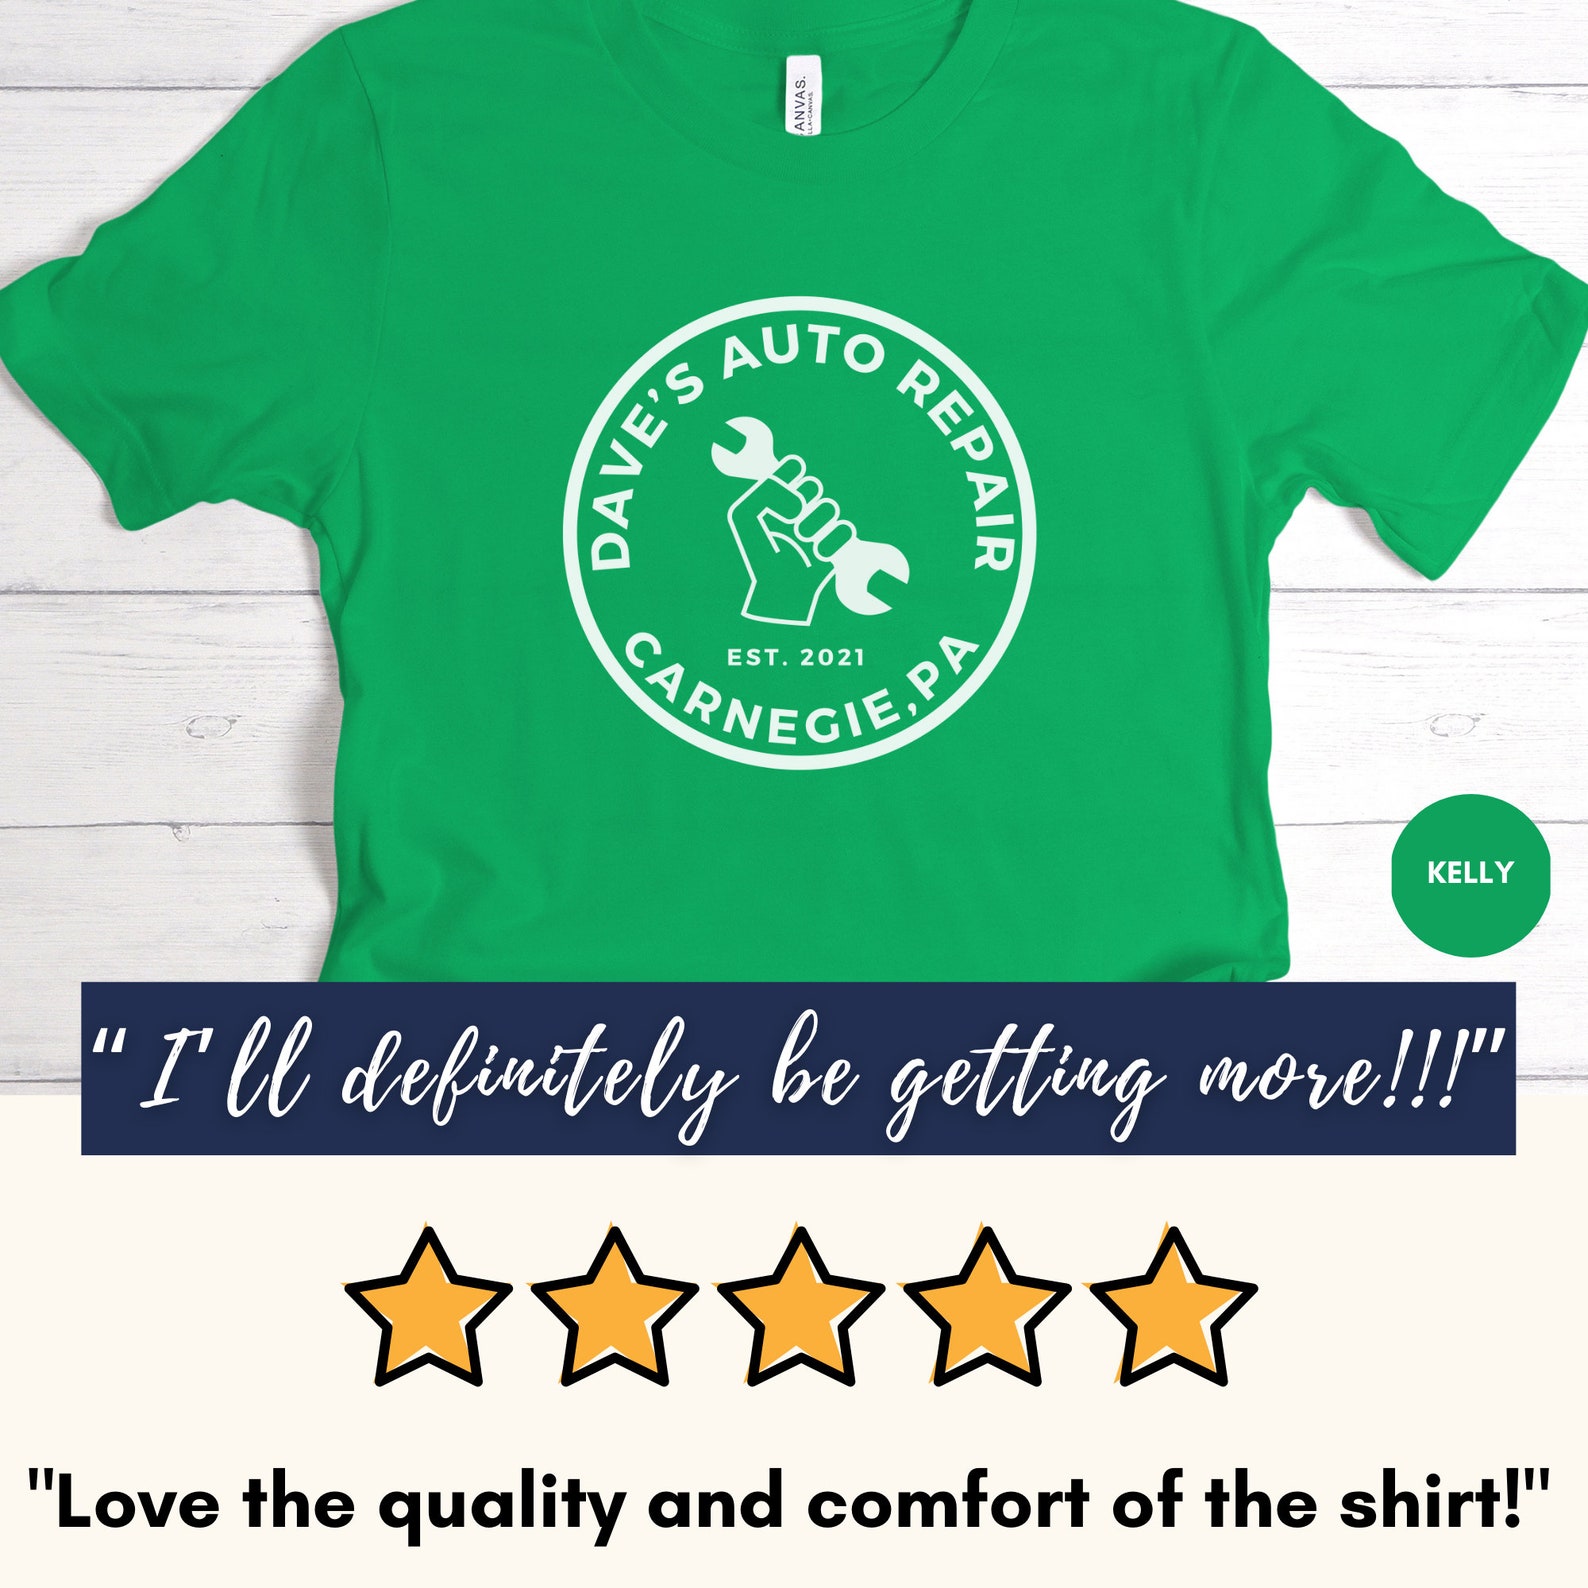 CANVAS.
DAVE'S AUTO REPAIR
EST. 2021
CARNEGIE, PA
KELLY
“I'll definitely be getting more!!!”
"Love the quality and comfort of the shirt!"